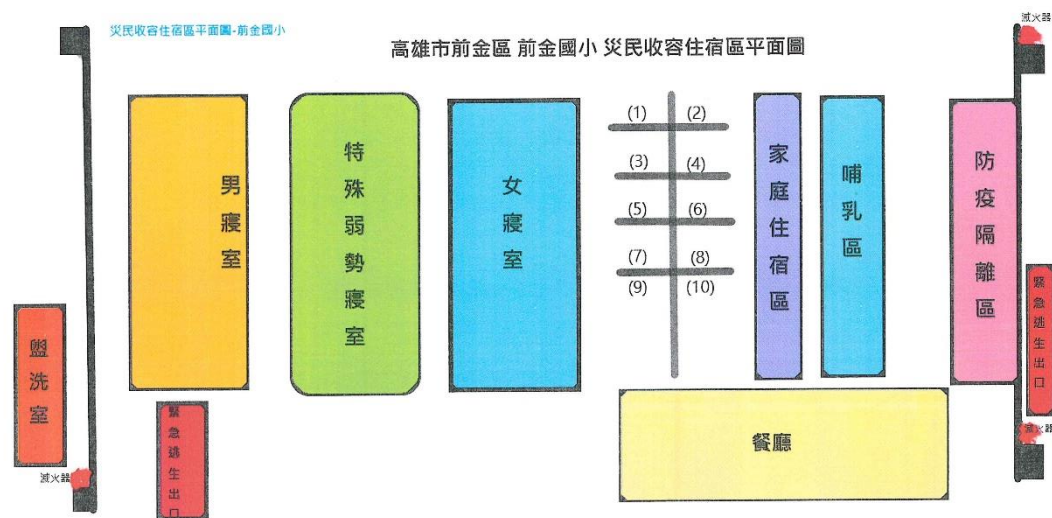 災民收容住宿區平面圖-前金國小
高雄市前金區 前金國小 災民收容住宿區平面圖
滅火器
男寢室
特殊弱勢寢室
女寢室
(1) (2)
(3) (4)
(5) (6)
(7) (8)
(9) (10)
家庭住宿區
哺乳區
防疫隔離區
緊急逃生出口
盥洗室
滅火器
緊急逃生出口
餐廳
滅火器